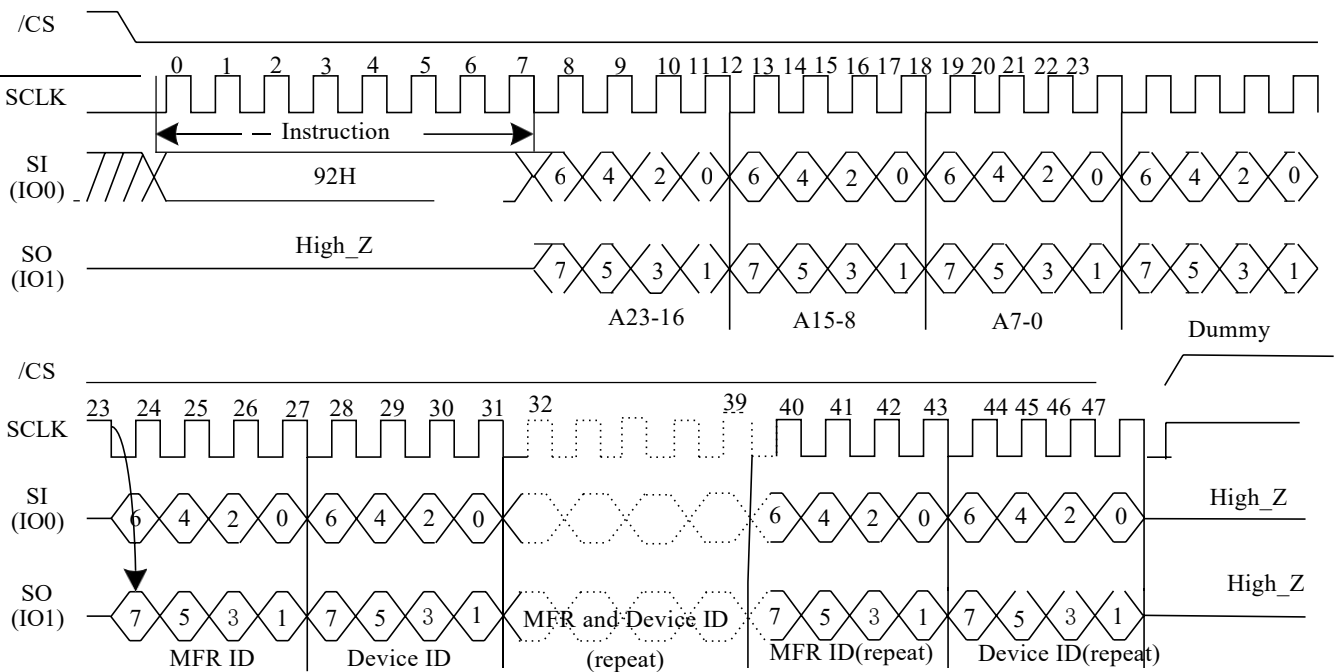 /CS
0 1 2 3 4 5 6 7 8 9 10 11 12 13 14 15 16 17 18 19 20 21 22 23
SCLK
Instruction
SI
(IO0)
92H
6 4 2 0 6 4 2 0 6 4 2 0 6 4 2 0
SO
(IO1)
High_Z
7 5 3 1 7 5 3 1 7 5 3 1 7 5 3 1
A23-16 A15-8 A7-0
Dummy
/CS
23 24 25 26 27 28 29 30 31 32 39 40 41 42 43 44 45 46 47
SCLK
SI
(IO0)
6 4 2 0 6 4 2 0 6 4 2 0 6 4 2 0
High_Z
SO
(IO1)
7 5 3 1 7 5 3 1 MFR and Device ID 7 5 3 1 7 5 3 1
High_Z
MFR ID Device ID (repeat) MFR ID(repeat) Device ID(repeat)